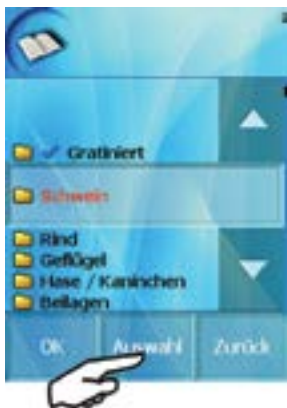 Gratiniert
Schwein
Rind
Geflügel
Hase / Kaninchen
Beilagen
OK
Auswahl
Zurück